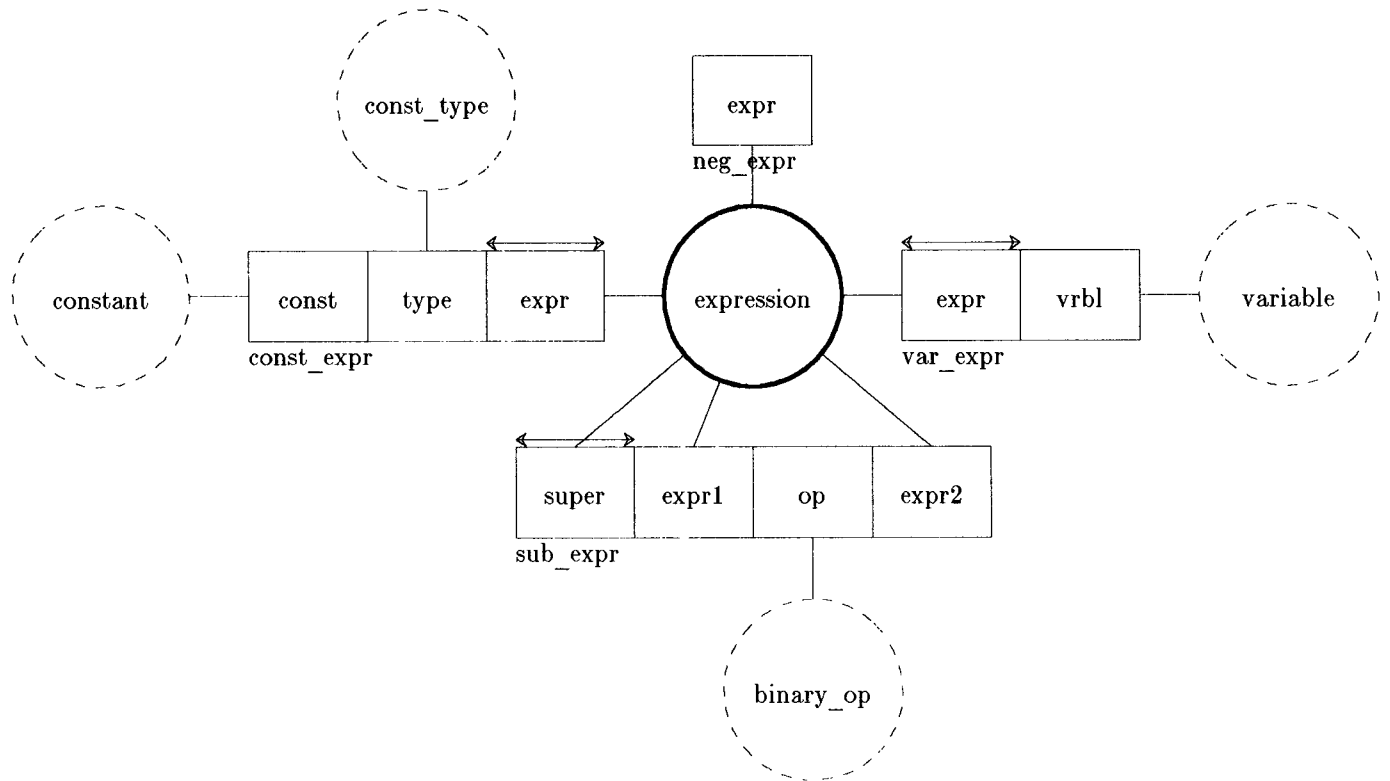 const_type
expr
neg_expr
constant
const
type
expr
const_expr
expression
expr
vrbl
var_expr
variable
super
expr1
op
expr2
sub_expr
binary_op